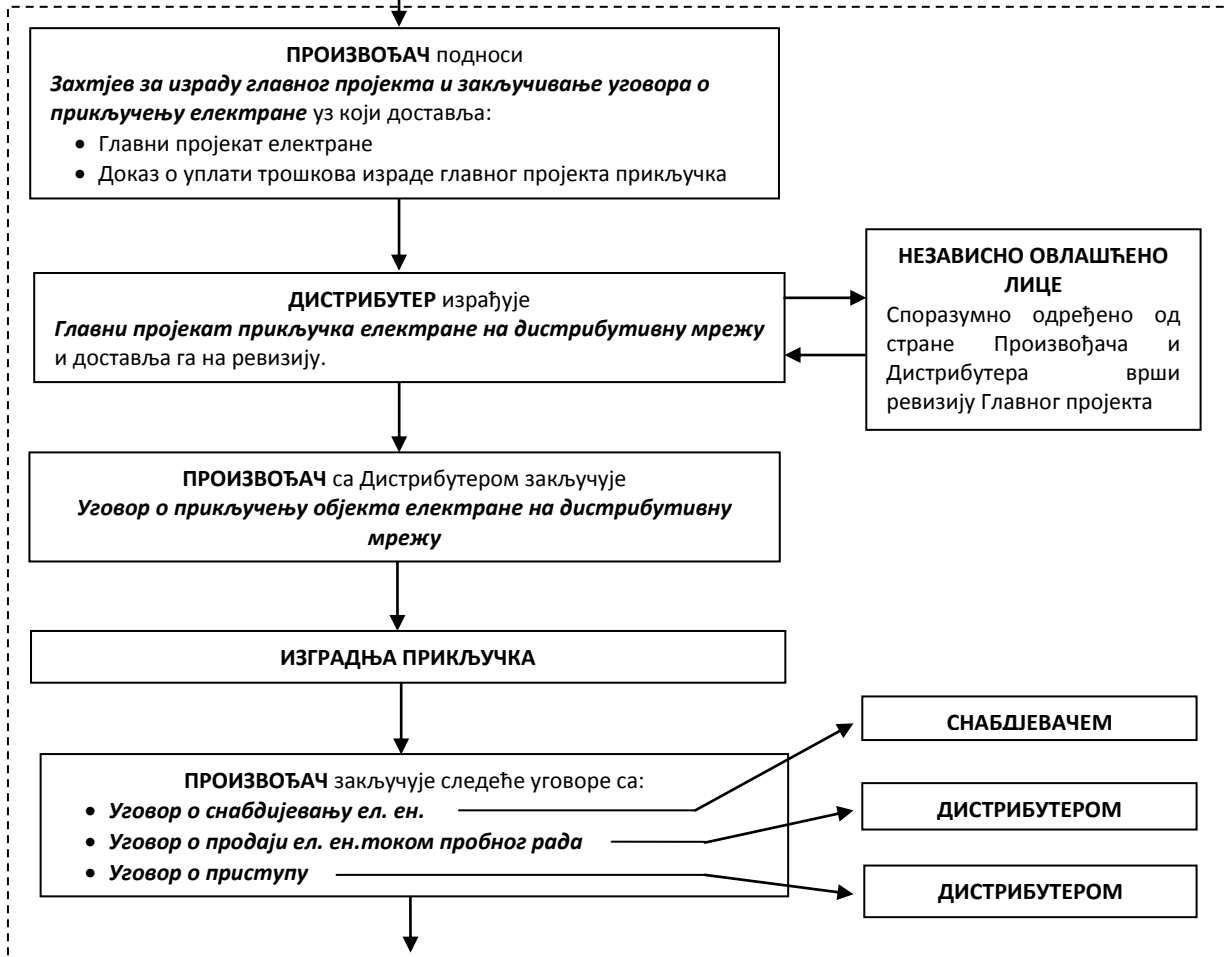 ПРОИЗВОЂАЧ подноси
Захтјев за израду главног пројекта и закључивање уговора о
прикључењу електране уз који доставља:
• Главни пројекат електране
• Доказ о уплати трошкова израде главног пројекта прикључка
НЕЗАВИСНО ОВЛАШЋЕНО
ЛИЦЕ
Споразумно одређено од
стране Произвођача и
Дистрибутера врши
ревизију Главног пројекта
ДИСТРИБУТЕР израђује
Главни пројекат прикључка електране на дистрибутивну мрежу
и доставља га на ревизију.
ПРОИЗВОЂАЧ са Дистрибутером закључује
Уговор о прикључењу објекта електране на дистрибутивну
мрежу
ИЗГРАДЊА ПРИКЉУЧКА
СНАБДЈЕВАЧЕМ
ПРОИЗВОЂАЧ закључује следеће уговоре са:
• Уговор о снабдијевању ел. ен.
• Уговор о продаји ел. ен.током пробног рада
• Уговор о приступу
ДИСТРИБУТЕРОМ
ДИСТРИБУТЕРОМ